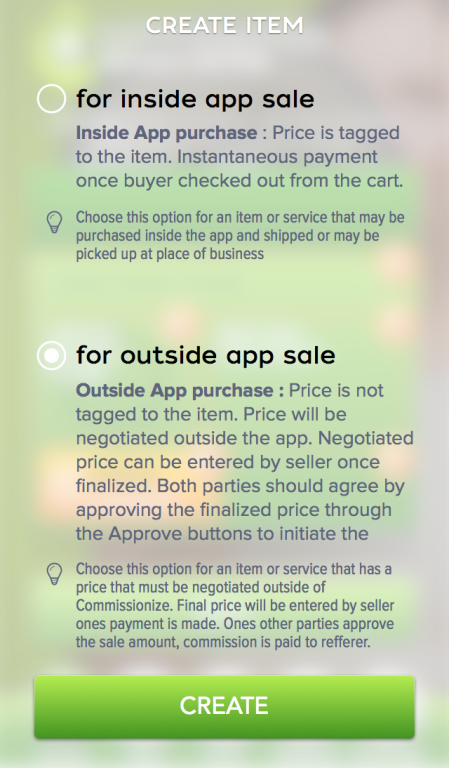 CREATE ITEM
for inside app sale
Inside App purchase : Price is tagged
to the item. Instantaneous payment
once buyer checked out from the cart.
Choose this option for an item or service that may be
purchased inside the app and shipped or may be
picked up at place of business
for outside app sale
Outside App purchase : Price is not
tagged to the item. Price will be
negotiated outside the app. Negotiated
price can be entered by seller once
finalized. Both parties should agree by
approving the finalized price through
the Approve buttons to initiate the
Choose this option for an item or service that has a
price that must be negotiated outside of
Commissionize. Final price will be entered by seller
ones payment is made. Ones other parties approve
the sale amount, commission is paid to refferer.
CREATE